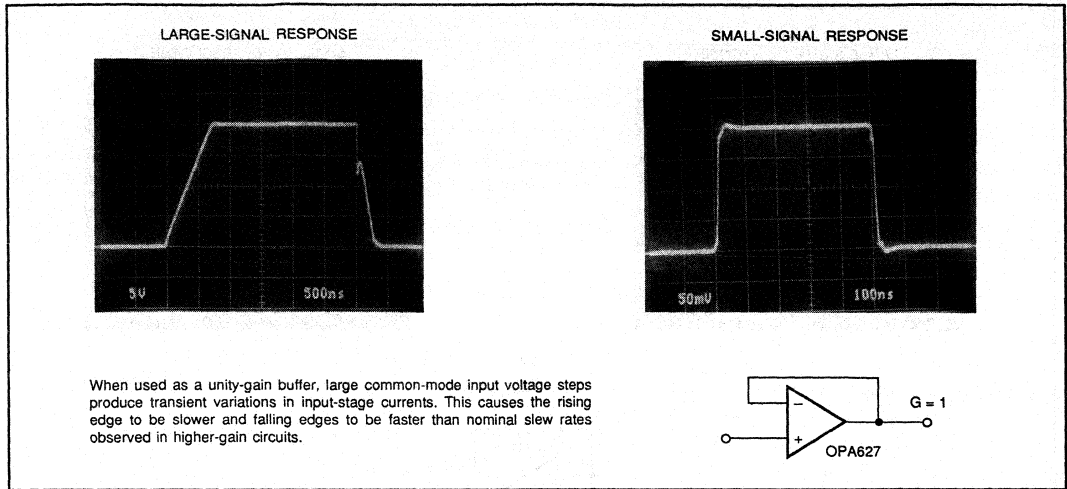 LARGE-SIGNAL RESPONSE
SMALL-SIGNAL RESPONSE
5V
500ns
50mV
100ns
When used as a unity-gain buffer, large common-mode input voltage steps
produce transient variations in input-stage currents. This causes the rising
edge to be slower and falling edges to be faster than nominal slew rates
observed in higher-gain circuits.
G = 1
−
+
OPA627